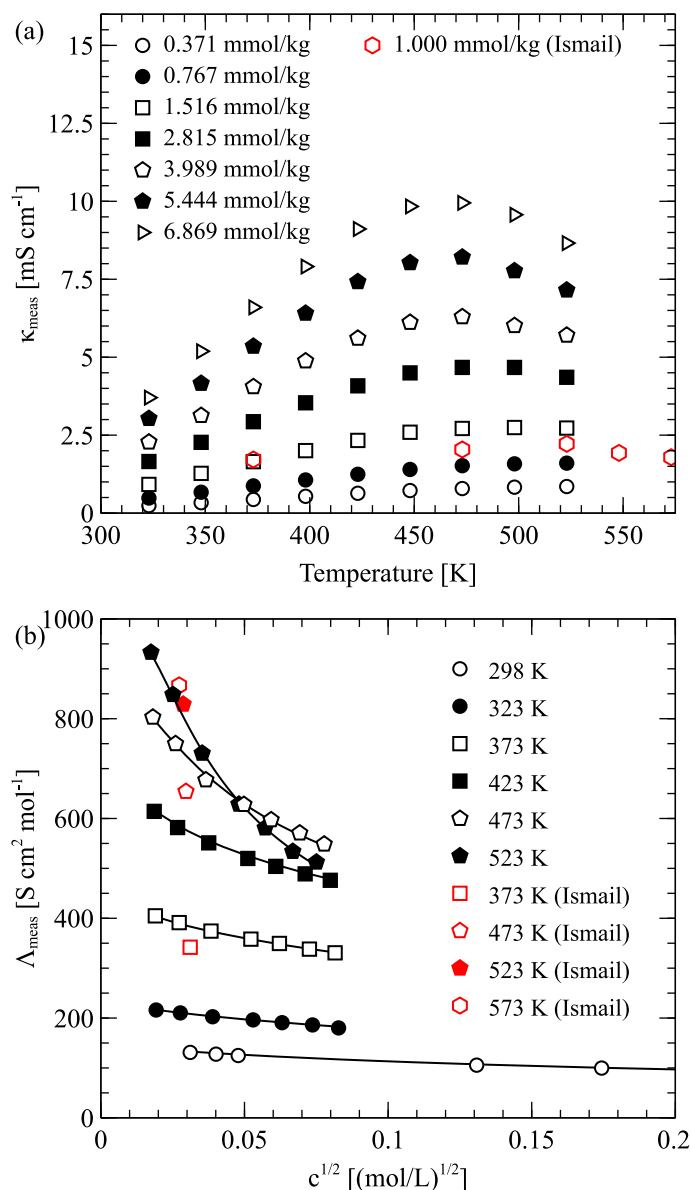 (a)
0.371 mmol/kg
0.767 mmol/kg
1.516 mmol/kg
2.815 mmol/kg
3.989 mmol/kg
5.444 mmol/kg
6.869 mmol/kg
1.000 mmol/kg (Ismail)
15
12.5
10
7.5
5
2.5
0
κmeas [mS cm⁻¹]
300 350 400 450 500 550
Temperature [K]
(b)
1000
800
600
400
200
0
Λmeas [S cm² mol⁻¹]
298 K
323 K
373 K
423 K
473 K
523 K
373 K (Ismail)
473 K (Ismail)
523 K (Ismail)
573 K (Ismail)
0 0.05 0.1 0.15 0.2
c¹/² [(mol/L)¹/²]